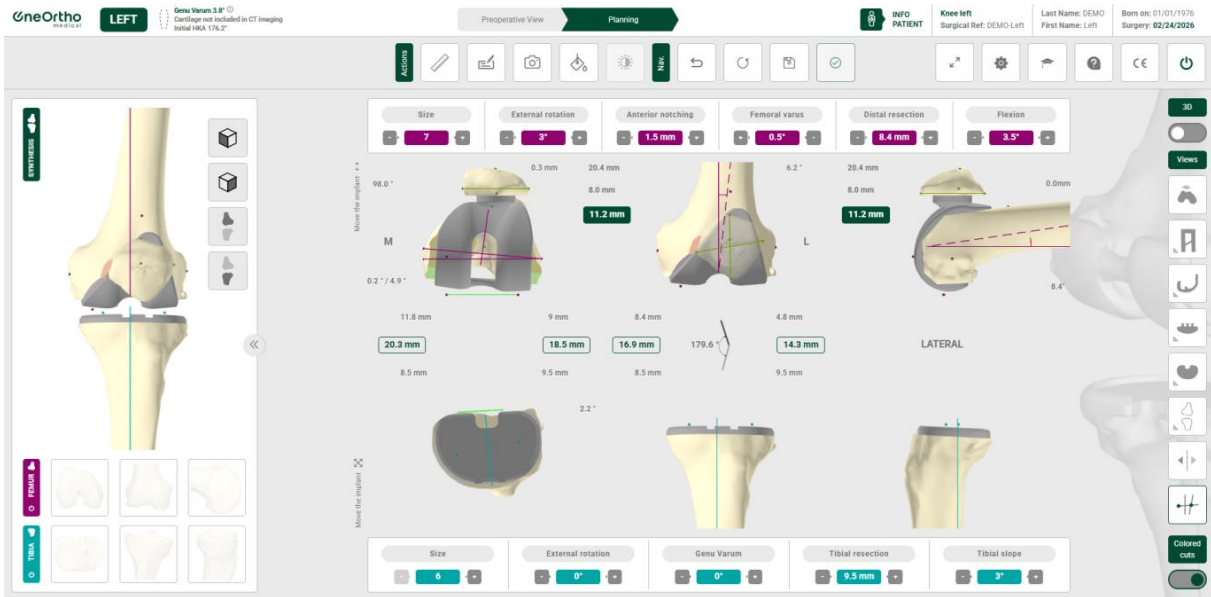 OneOrtho
medical
LEFT
Genu Varum 3.8°
Cartilage not included in CT imaging
Initial HKA 176.2°
Preoperative View
Planning
INFO
PATIENT
Knee left
Surgical Ref: DEMO-Left
Last Name: DEMO
First Name: Left
Born on: 01/01/1976
Surgery: 02/24/2026
Actions
Nav.
CE
SYNTHESIS
Size
- 7 +
External rotation
- 3° +
Anterior notching
- 1.5 mm +
Femoral varus
+ 0.5° -
Distal resection
- 8.4 mm +
Flexion
- 3.5° +
3D
Views
Move the implant
0.3 mm
98.0 °
M
0.2 ° / 4.9 °
20.4 mm
8.0 mm
11.2 mm
6.2 °
L
20.4 mm
8.0 mm
11.2 mm
0.0mm
8.4°
11.8 mm
9 mm
8.4 mm
4.8 mm
20.3 mm
18.5 mm
16.9 mm
179.6 °
14.3 mm
LATERAL
8.5 mm
9.5 mm
8.5 mm
9.5 mm
2.2 °
Move the implant
FEMUR
TIBIA
Size
- 6 +
External rotation
- 0° +
Genu Varum
- 0° +
Tibial resection
- 9.5 mm +
Tibial slope
- 3° +
Colored
cuts